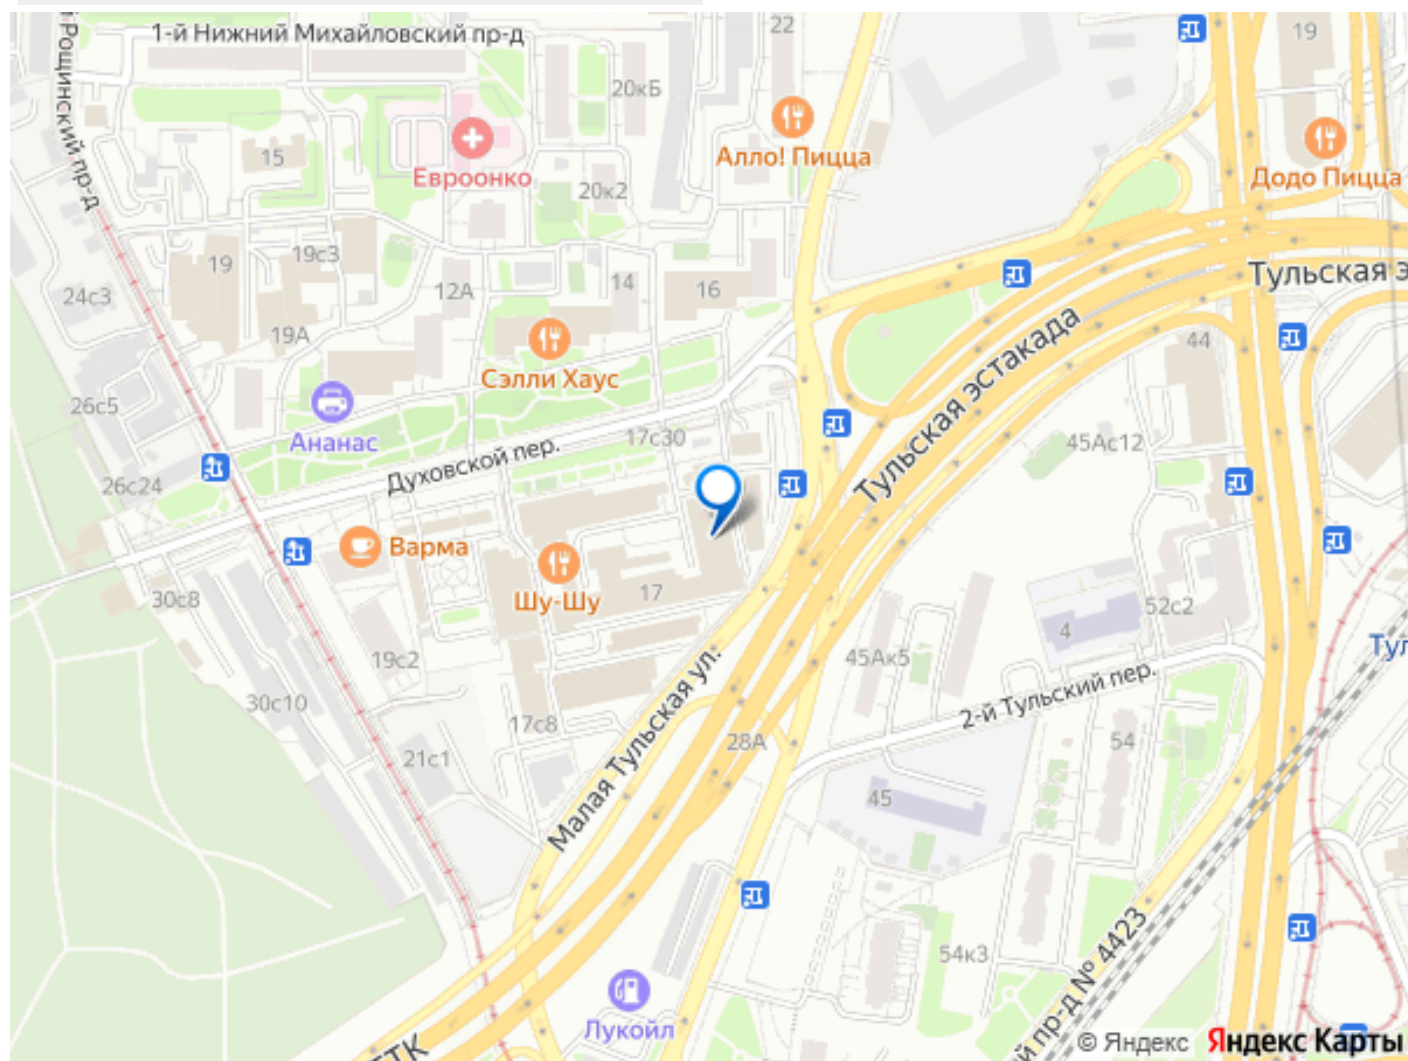 1-й Нижний Михайловский пр-д
22
19
Рощинский пр-д
20кБ
Алло! Пицца
15
Евроонко
20к2
Додо Пицца
19
19с3
24с3
12А
14
16
Тульская э
19А
Сэлли Хаус
Тульская эстакада
44
26с5
Ананас
17с30
45Ас12
Духовской пер.
26с24
Варма
Шу-Шу
17
30с8
52с2
4
19с2
45Ак5
Тул
30с10
2-й Тульский пер.
17с8
28А
54
21с1
Малая Тульская ул.
45
54к3
й пр-д № 4423
Лукойл
ТТК
© Яндекс Яндекс Карты